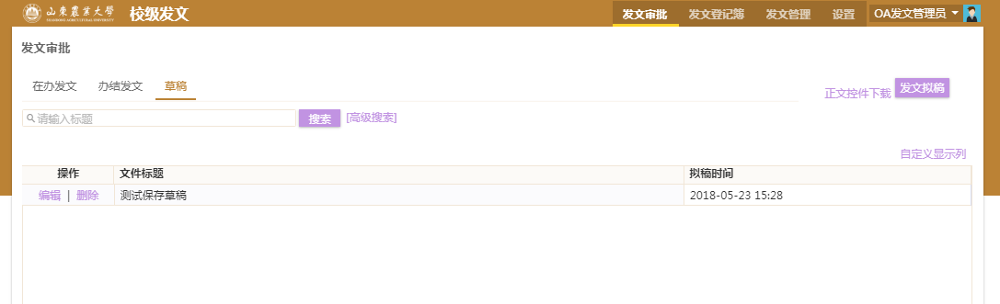 山东农业大学 校级发文 发文审批 发文登记簿 发文管理 设置 OA发文管理员
SHANDONG AGRICULTURAL UNIVERSITY
发文审批
在办发文 办结发文 草稿 正文控件下载 发文拟稿
请输入标题 搜索 [高级搜索]
自定义显示列
操作 文件标题 拟稿时间
编辑 | 删除 测试保存草稿 2018-05-23 15:28